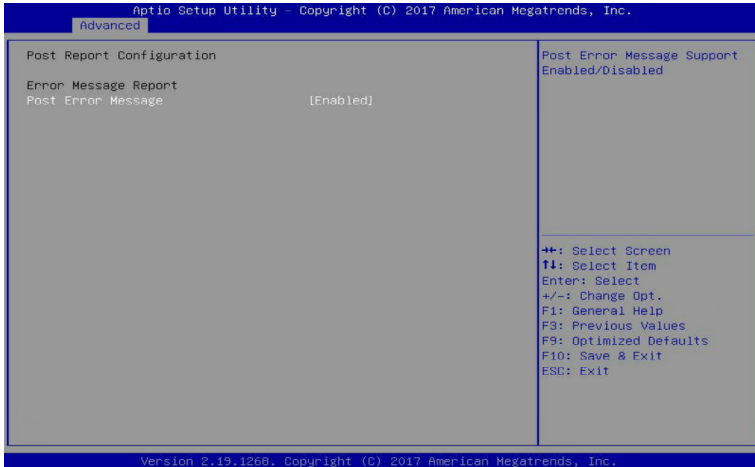 Aptio Setup Utility – Copyright (C) 2017 American Megatrends, Inc.
Advanced
Post Report Configuration
Error Message Report
Post Error Message [Enabled]
Post Error Message Support
Enabled/Disabled
→←: Select Screen
↑↓: Select Item
Enter: Select
+/-: Change Opt.
F1: General Help
F3: Previous Values
F9: Optimized Defaults
F10: Save & Exit
ESC: Exit
Version 2.19.1268. Copyright (C) 2017 American Megatrends, Inc.